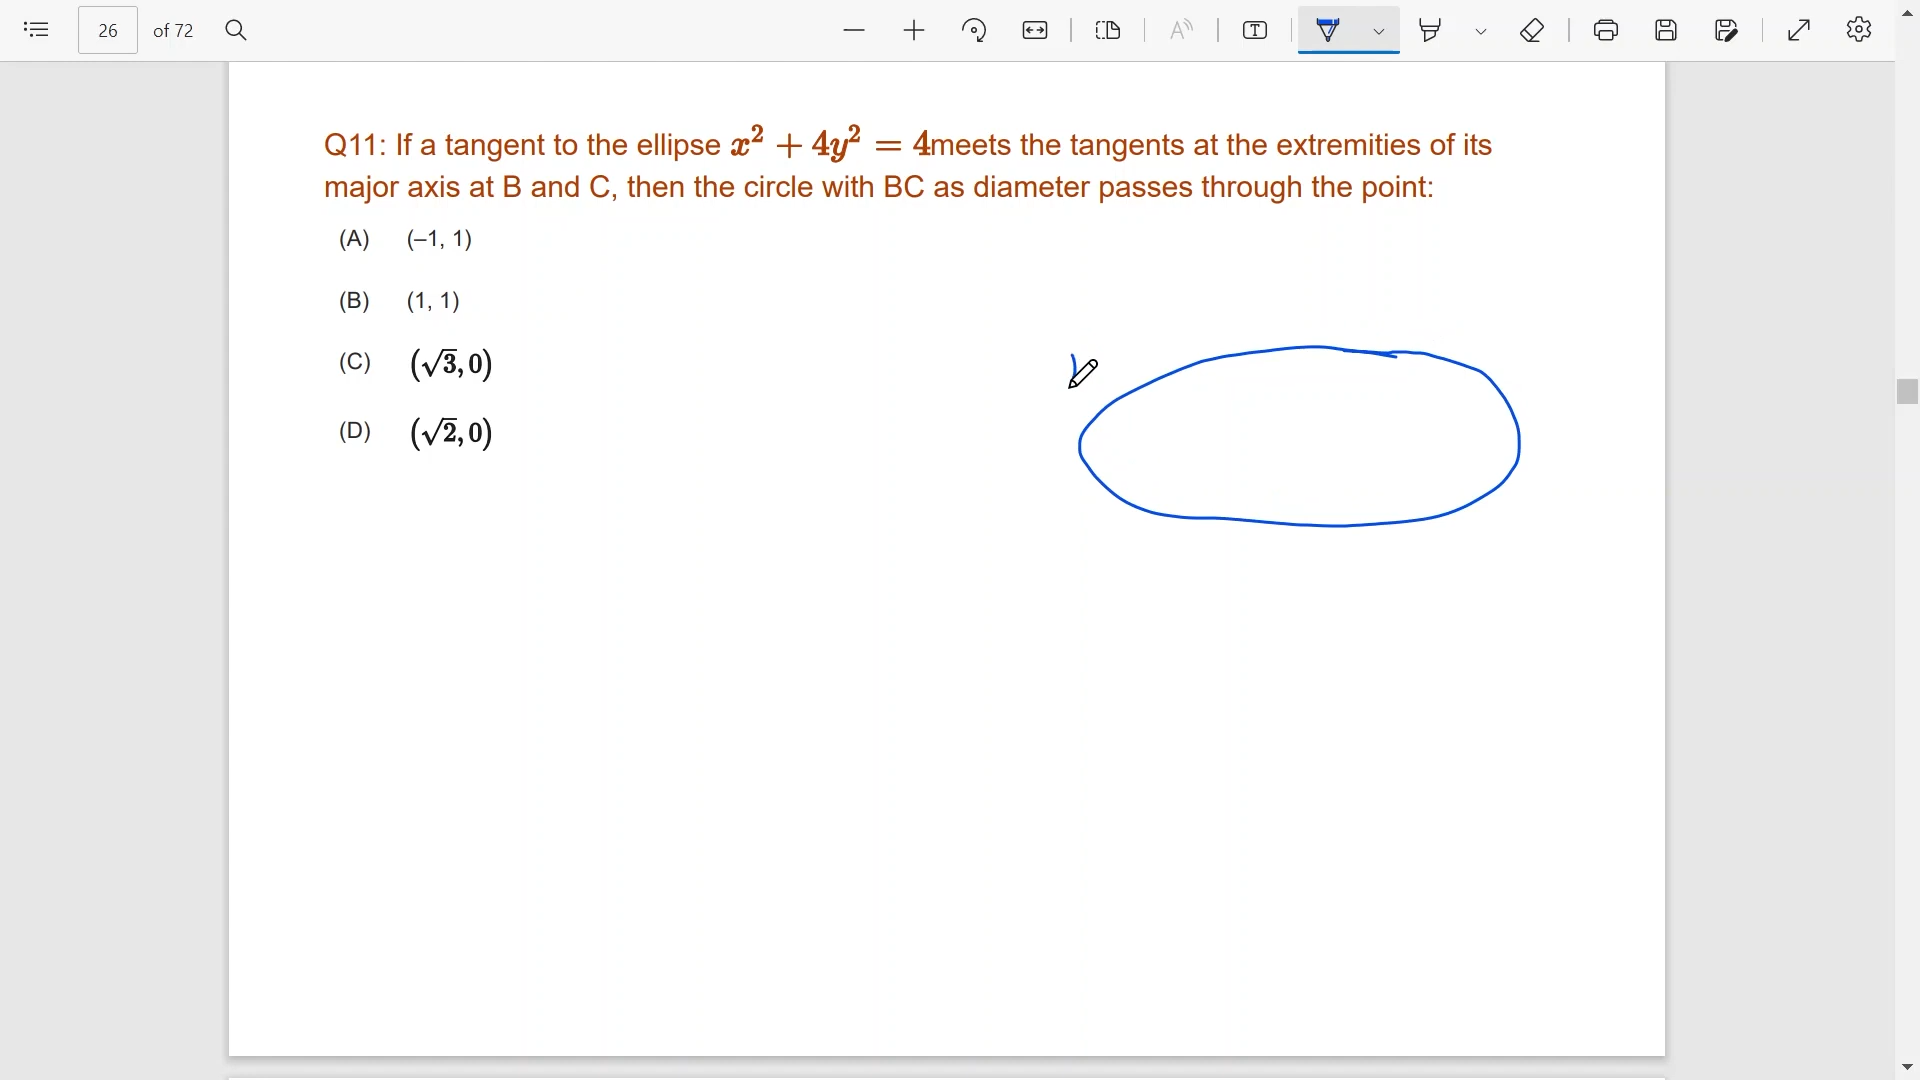 26 of 72
Q11: If a tangent to the ellipse x² + 4y² = 4meets the tangents at the extremities of its
major axis at B and C, then the circle with BC as diameter passes through the point:
(A) (–1, 1)
(B) (1, 1)
(C) (√3, 0)
(D) (√2, 0)